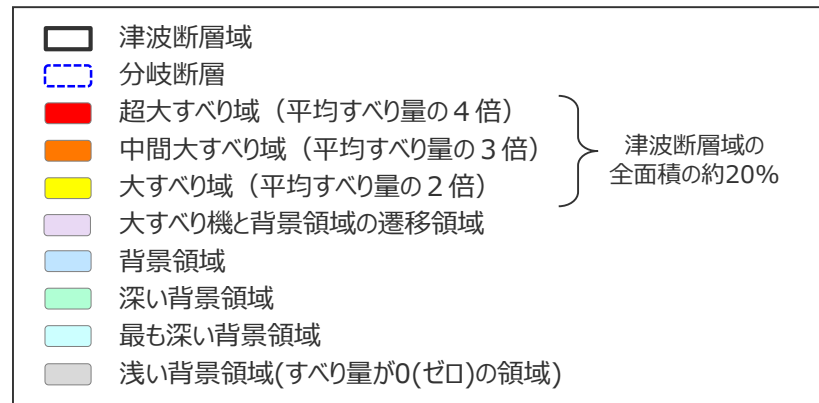 津波断層域
分岐断層
超大すべり域（平均すべり量の４倍）
中間大すべり域（平均すべり量の３倍）
大すべり域（平均すべり量の２倍）
津波断層域の
全面積の約20%
大すべり機と背景領域の遷移領域
背景領域
深い背景領域
最も深い背景領域
浅い背景領域(すべり量が0(ゼロ)の領域)